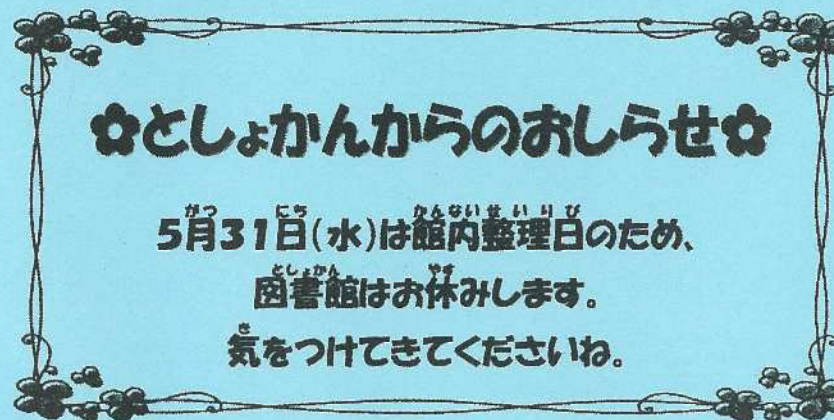 ✿としょかんからのおしらせ✿
5月31日(水)は館内整理日のため、
図書館はお休みします。
気をつけてきてくださいね。